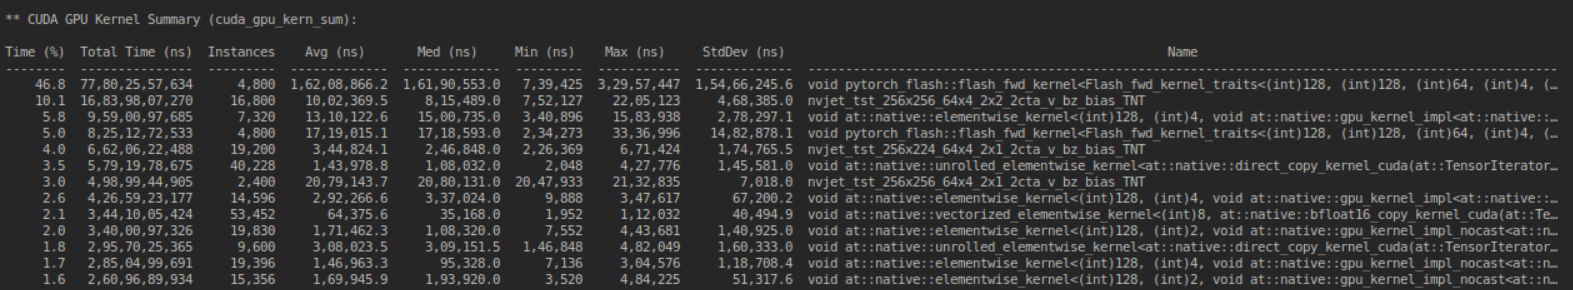 ** CUDA GPU Kernel Summary (cuda_gpu_kern_sum):
Time (%) Total Time (ns) Instances Avg (ns) Med (ns) Min (ns) Max (ns) StdDev (ns) Name
-------- --------------- --------- -------------- -------------- --------- ----------- -------------- ----------------------------------------------------------------------------------------------------
46.8 77,80,25,57,634 4,800 1,62,08,866.2 1,61,90,553.0 7,39,425 3,29,57,447 1,54,66,245.6 void pytorch_flash::flash_fwd_kernel<Flash_fwd_kernel_traits<(int)128, (int)128, (int)64, (int)4, (…
10.1 16,83,98,07,270 16,800 10,02,369.5 8,15,489.0 7,52,127 22,05,123 4,68,385.0 nvjet_tst_256x256_64x4_2x2_2cta_v_bz_bias_TNT
5.8 9,59,00,97,685 7,320 13,10,122.6 15,00,735.0 3,40,896 15,83,938 2,78,297.1 void at::native::elementwise_kernel<(int)128, (int)4, void at::native::gpu_kernel_impl<at::native::…
5.0 8,25,12,72,533 4,800 17,19,015.1 17,18,593.0 2,34,273 33,36,996 14,82,878.1 void pytorch_flash::flash_fwd_kernel<Flash_fwd_kernel_traits<(int)128, (int)128, (int)64, (int)4, (…
4.0 6,62,06,22,488 19,200 3,44,824.1 2,46,848.0 2,26,369 6,71,424 1,74,765.5 nvjet_tst_256x224_64x4_2x1_2cta_v_bz_bias_TNT
3.5 5,79,19,78,675 40,228 1,43,978.8 1,08,032.0 2,048 4,27,776 1,45,581.0 void at::native::unrolled_elementwise_kernel<at::native::direct_copy_kernel_cuda(at::TensorIterator…
3.0 4,98,99,44,905 2,400 20,79,143.7 20,80,131.0 20,47,933 21,32,835 7,018.0 nvjet_tst_256x256_64x4_2x1_2cta_v_bz_bias_TNT
2.6 4,26,59,23,177 14,596 2,92,266.6 3,37,024.0 9,888 3,47,617 67,200.2 void at::native::elementwise_kernel<(int)128, (int)4, void at::native::gpu_kernel_impl<at::native::…
2.1 3,44,10,05,424 53,452 64,375.6 35,168.0 1,952 1,12,032 40,494.9 void at::native::vectorized_elementwise_kernel<(int)8, at::native::bfloat16_copy_kernel_cuda(at::Te…
2.0 3,40,00,97,326 19,830 1,71,462.3 1,08,320.0 7,552 4,43,681 1,40,925.0 void at::native::elementwise_kernel<(int)128, (int)2, void at::native::gpu_kernel_impl_nocast<at::n…
1.8 2,95,70,25,365 9,600 3,08,023.5 3,09,151.5 1,46,848 4,82,049 1,60,333.0 void at::native::unrolled_elementwise_kernel<at::native::direct_copy_kernel_cuda(at::TensorIterator…
1.7 2,85,04,99,691 19,396 1,46,963.3 95,328.0 7,136 3,04,576 1,18,708.4 void at::native::elementwise_kernel<(int)128, (int)4, void at::native::gpu_kernel_impl_nocast<at::n…
1.6 2,60,96,89,934 15,356 1,69,945.9 1,93,920.0 3,520 4,84,225 51,317.6 void at::native::elementwise_kernel<(int)128, (int)2, void at::native::gpu_kernel_impl_nocast<at::n…